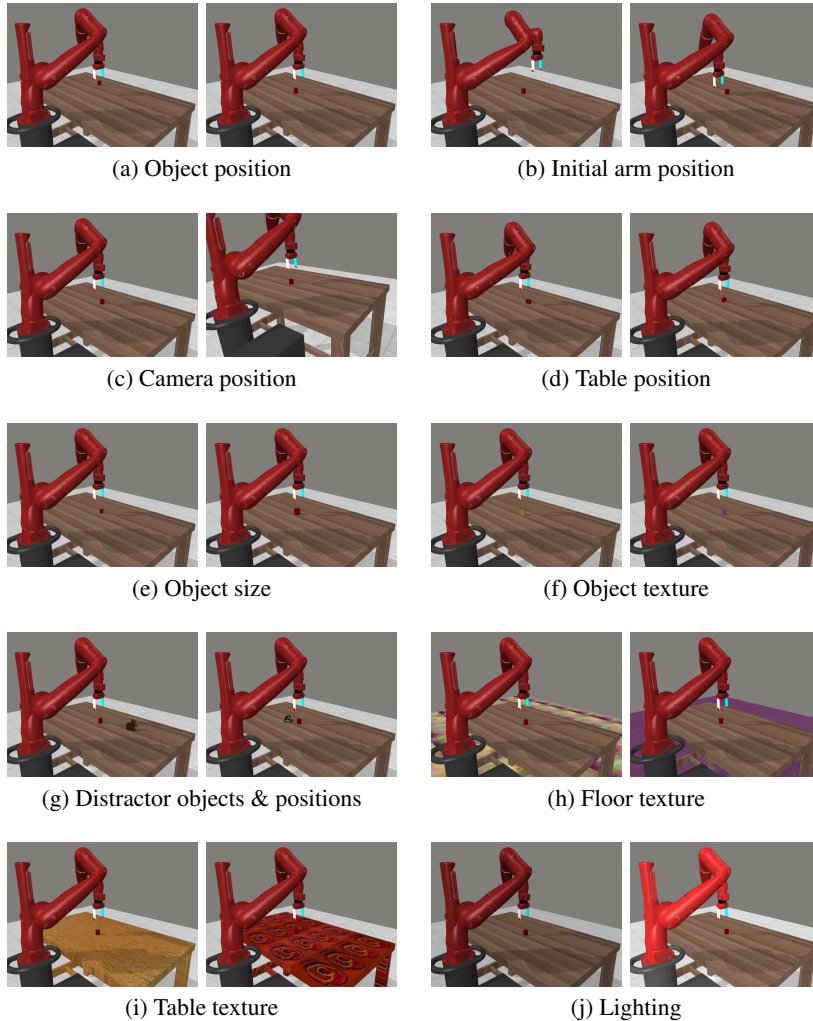 (a) Object position
(b) Initial arm position
(c) Camera position
(d) Table position
(e) Object size
(f) Object texture
(g) Distractor objects & positions
(h) Floor texture
(i) Table texture
(j) Lighting